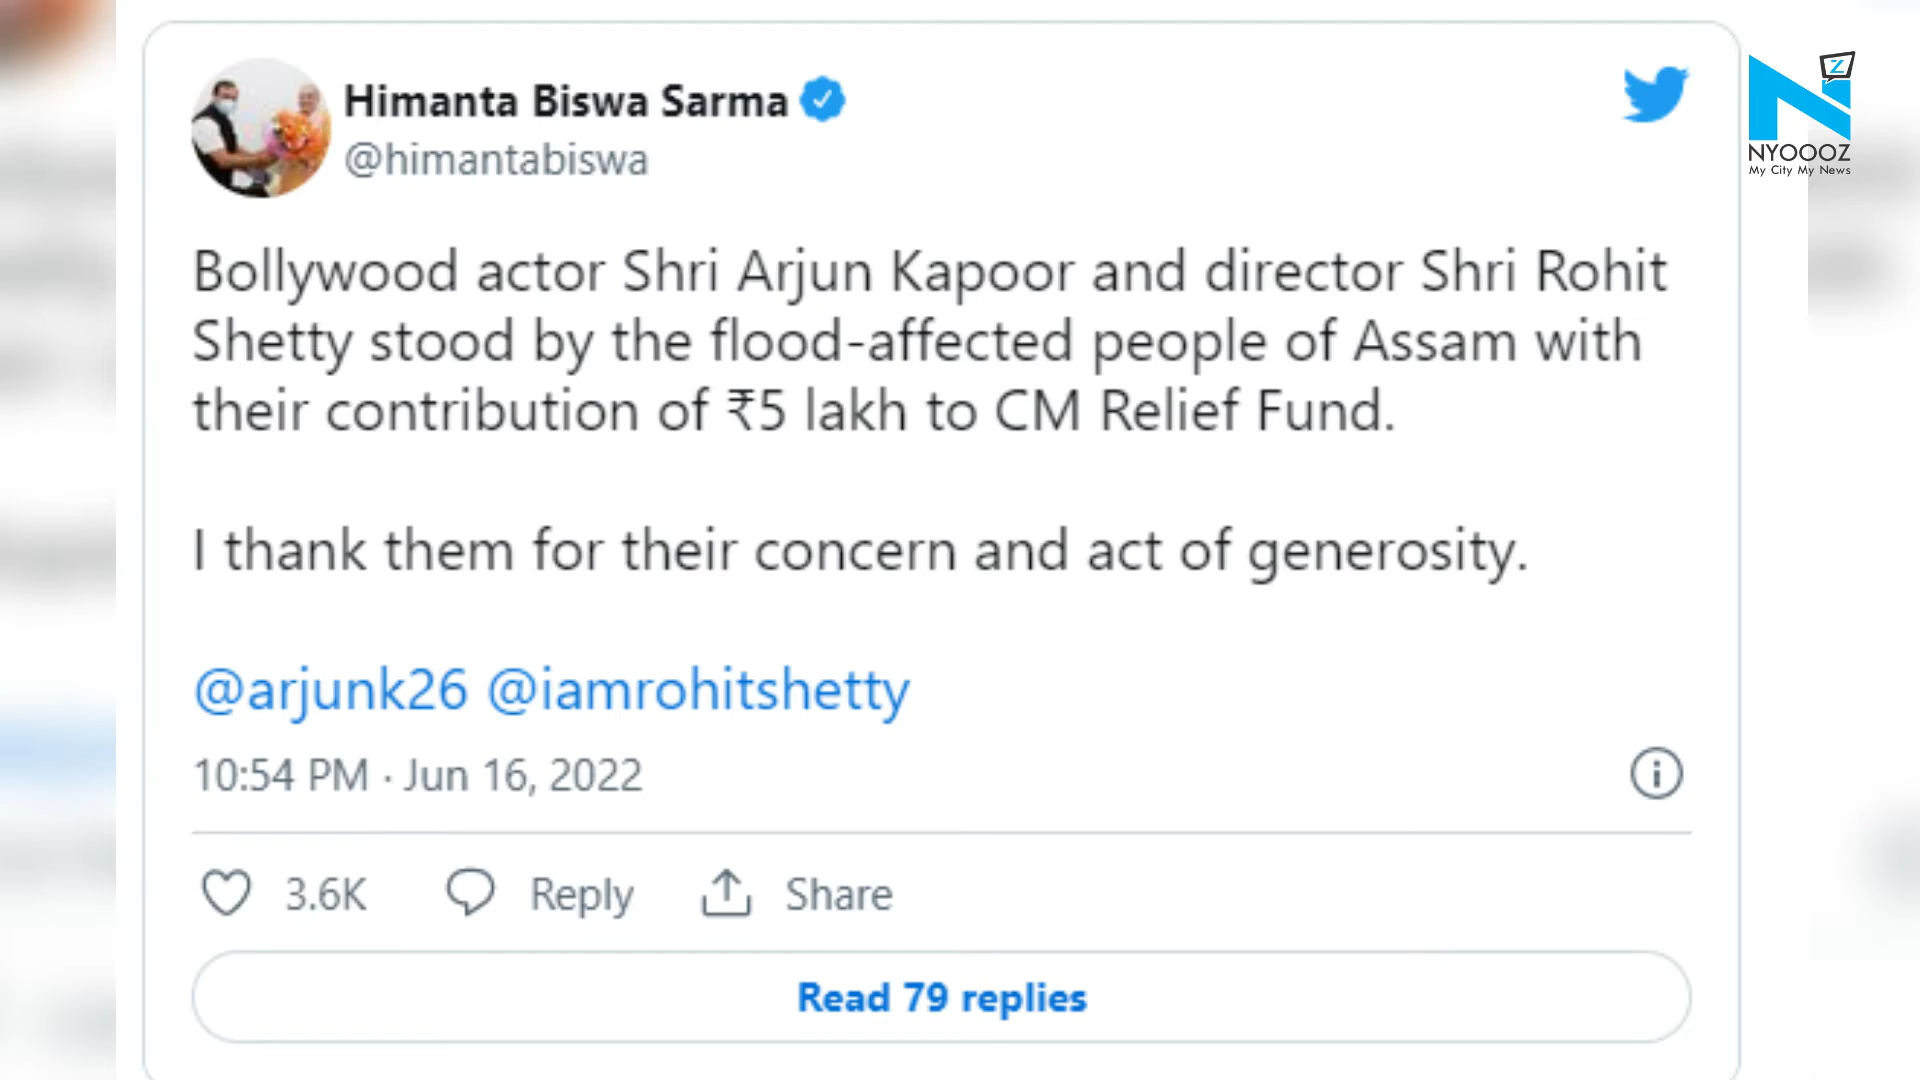 Himanta Biswa Sarma
@himantabiswa
Z
NYOOOZ
My City My News
Bollywood actor Shri Arjun Kapoor and director Shri Rohit
Shetty stood by the flood-affected people of Assam with
their contribution of ₹5 lakh to CM Relief Fund.
I thank them for their concern and act of generosity.
@arjunk26 @iamrohitshetty
10:54 PM · Jun 16, 2022
3.6K Reply Share
Read 79 replies